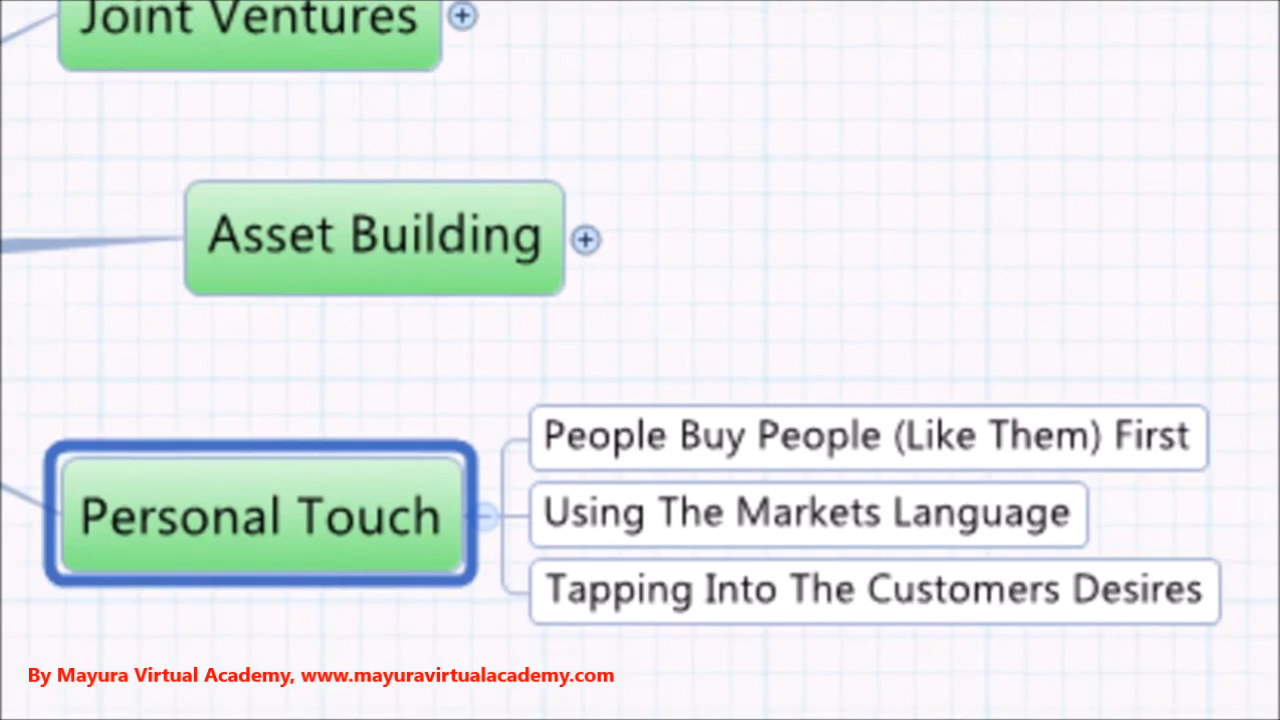 Joint Ventures
Asset Building
Personal Touch
People Buy People (Like Them) First
Using The Markets Language
Tapping Into The Customers Desires
By Mayura Virtual Academy, www.mayuravirtualacademy.com